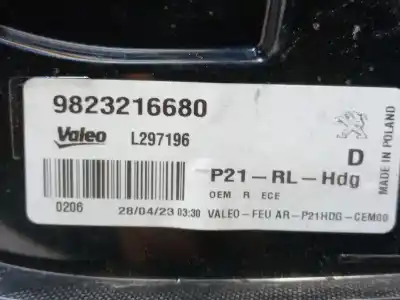 9823216680
Valeo L297196
D
P21-RL-Hdg
OEM R ECE
0206 28/04/23 03:30 VALEO-FEU AR-P21HDG-CEM00
MADE IN POLAND